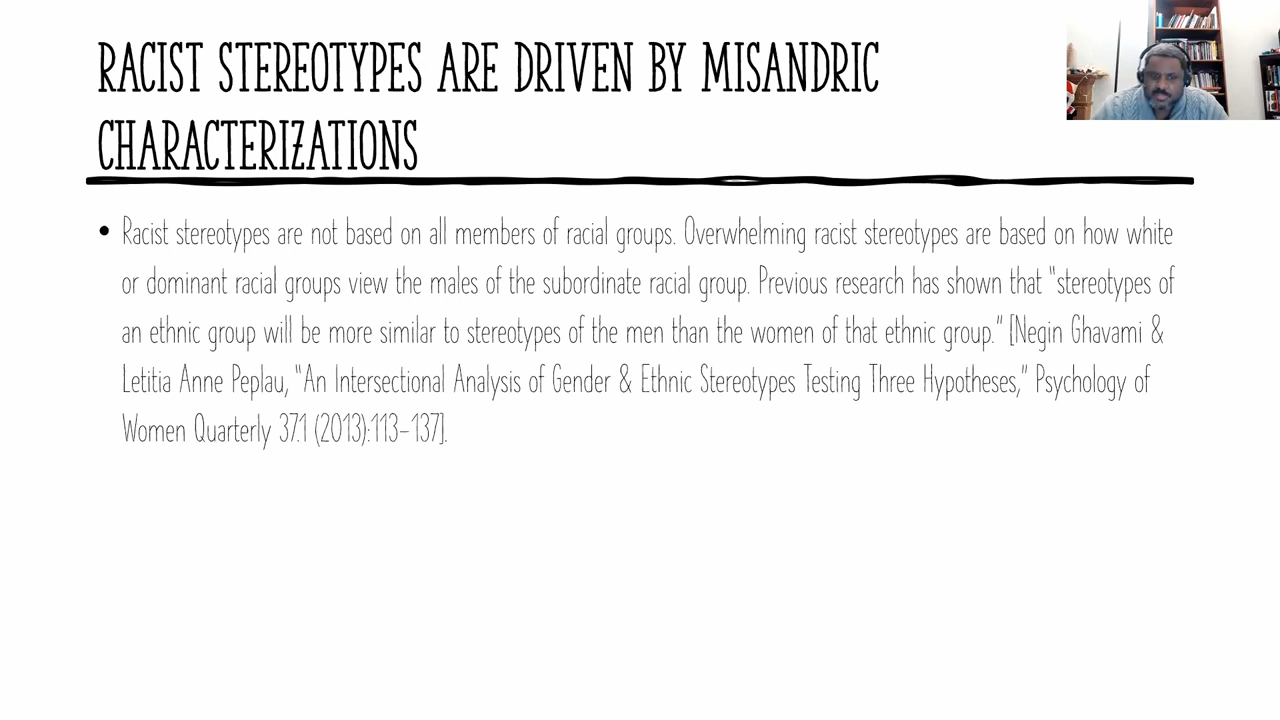 RACIST STEREOTYPES ARE DRIVEN BY MISANDRIC
CHARACTERIZATIONS
• Racist stereotypes are not based on all members of racial groups. Overwhelming racist stereotypes are based on how white
or dominant racial groups view the males of the subordinate racial group. Previous research has shown that "stereotypes of
an ethnic group will be more similar to stereotypes of the men than the women of that ethnic group." [Negin Ghavami &
Letitia Anne Peplau, "An Intersectional Analysis of Gender & Ethnic Stereotypes Testing Three Hypotheses," Psychology of
Women Quarterly 37.1 (2013):113–137].